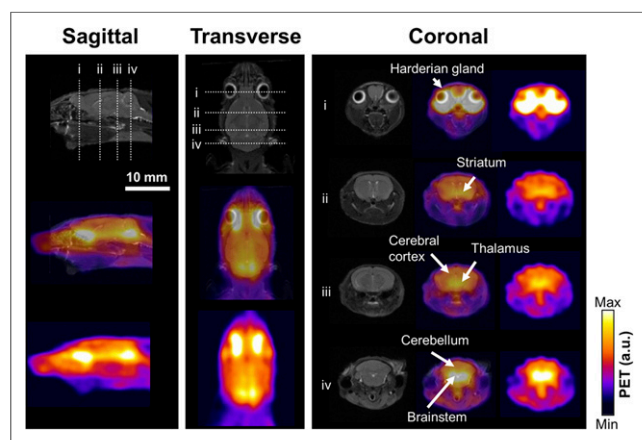 Sagittal
i ii iii iv
10 mm
Transverse
i
ii
iii
iv
Coronal
Harderian gland
i
Striatum
ii
Cerebral
cortex
Thalamus
iii
Cerebellum
iv
Brainstem
Max
PET (a.u.)
Min